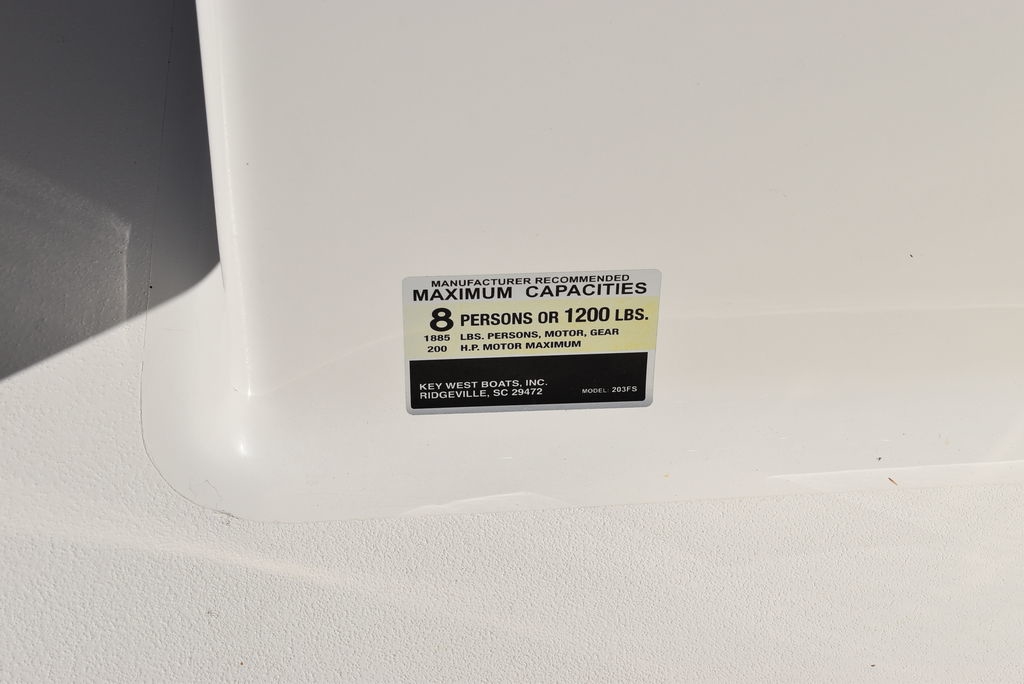 MANUFACTURER RECOMMENDED
MAXIMUM CAPACITIES
8 PERSONS OR 1200 LBS.
1885 LBS. PERSONS, MOTOR, GEAR
200 H.P. MOTOR MAXIMUM
KEY WEST BOATS, INC.
RIDGEVILLE, SC 29472 MODEL: 203FS